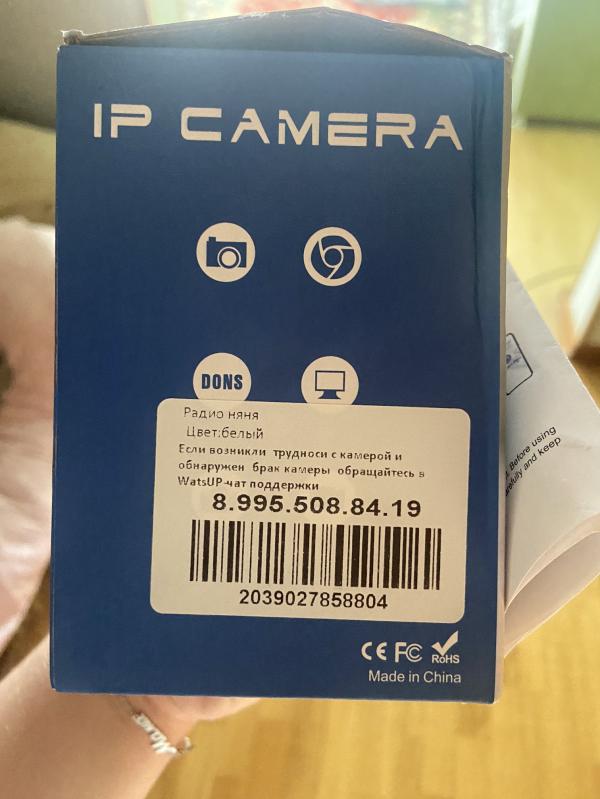 IP CAMERA
DONS
Радио няня
Цвет:белый
Если возникли трудноси с камерой и
обнаружен брак камеры обращайтесь в
WatsUP-чат поддержки
8.995.508.84.19
2039027858804
CE FC RoHS
Made in China
Before using
and keep